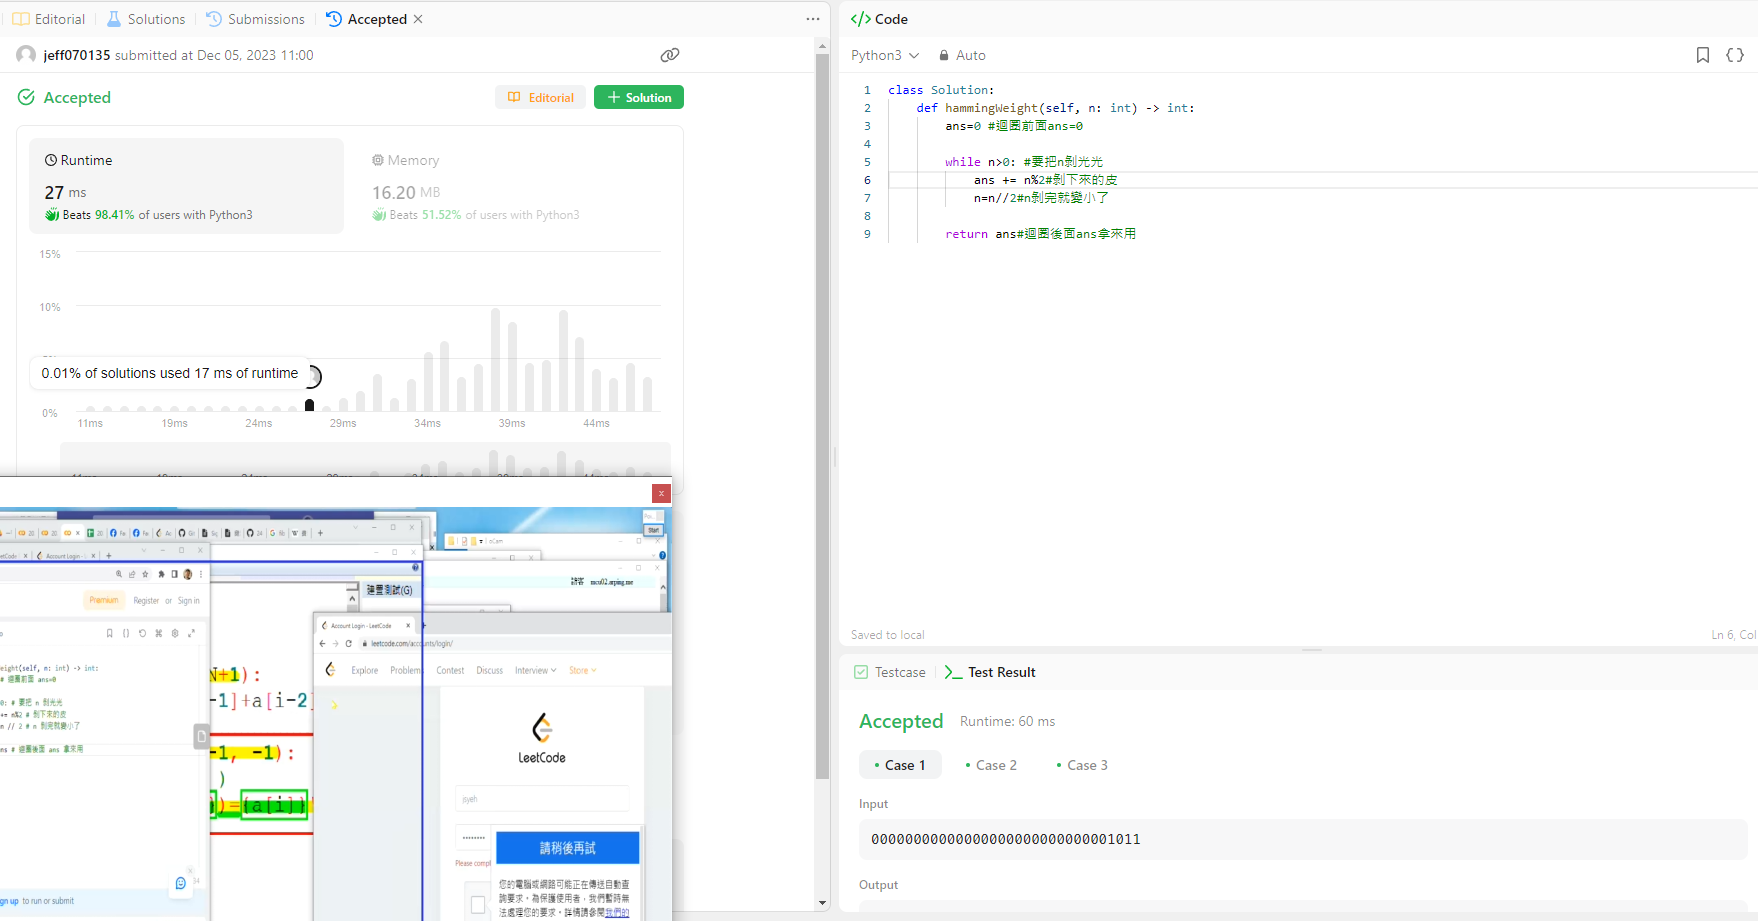 Editorial
Solutions
Submissions
Accepted
jeff070135 submitted at Dec 05, 2023 11:00
Accepted
Editorial
Solution
Runtime
27 ms
Beats 98.41% of users with Python3
Memory
16.20 MB
Beats 51.52% of users with Python3
15%
10%
0.01% of solutions used 17 ms of runtime
0%
11ms 19ms 24ms 29ms 34ms 39ms 44ms
Account Login - L
zCam
Start
訪客 mcu02.arping.me
建置測試(G)
Premium Register or Sign in
eight(self, n: int) -> int:
# 迴圈前面 ans=0
0: # 要把 n 剝光光
+= n%2 # 剝下來的皮
n // 2 # n 剝完就變小了
ns # 迴圈後面 ans 拿來用
N+1):
-1]+a[i-2]
-1, -1):
)
)=(a[i])
gn up to run or submit
Account Login - LeetCode
leetcode.com/accounts/login/
Explore Problems Contest Discuss Interview Store
LeetCode
jsyeh
Please compl
請稍後再試
您的電腦或網路可能正在傳送自動查
詢要求。為保護使用者，我們暫時無
法處理您的要求。詳情請參閱我們的
Code
Python3 Auto
1 class Solution:
2 def hammingWeight(self, n: int) -> int:
3 ans=0 #迴圈前面ans=0
4
5 while n>0: #要把n剝光光
6 ans += n%2#剝下來的皮
7 n=n//2#n剝完就變小了
8
9 return ans#迴圈後面ans拿來用
Saved to local
Ln 6, Col
Testcase
Test Result
Accepted Runtime: 60 ms
Case 1 Case 2 Case 3
Input
00000000000000000000000000001011
Output